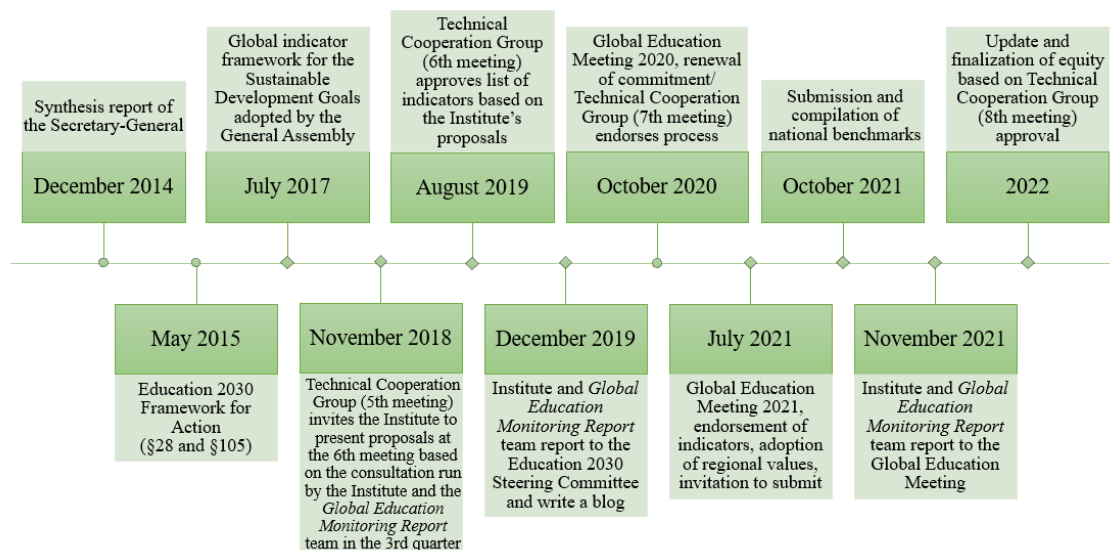 Synthesis report of
the Secretary-General
December 2014
Global indicator
framework for the
Sustainable
Development Goals
adopted by the
General Assembly
July 2017
Technical
Cooperation Group
(6th meeting)
approves list of
indicators based on
the Institute's
proposals
August 2019
Global Education
Meeting 2020, renewal
of commitment/
Technical Cooperation
Group (7th meeting)
endorses process
October 2020
Submission and
compilation of
national benchmarks
October 2021
Update and
finalization of equity
based on Technical
Cooperation Group
(8th meeting)
approval
2022
May 2015
Education 2030
Framework for
Action
(§28 and §105)
November 2018
Technical Cooperation
Group (5th meeting)
invites the Institute to
present proposals at
the 6th meeting based
on the consultation run
by the Institute and the
Global Education
Monitoring Report
team in the 3rd quarter
December 2019
Institute and Global
Education
Monitoring Report
team report to the
Education 2030
Steering Committee
and write a blog
July 2021
Global Education
Meeting 2021,
endorsement of
indicators, adoption
of regional values,
invitation to submit
November 2021
Institute and Global
Education
Monitoring Report
team report to the
Global Education
Meeting